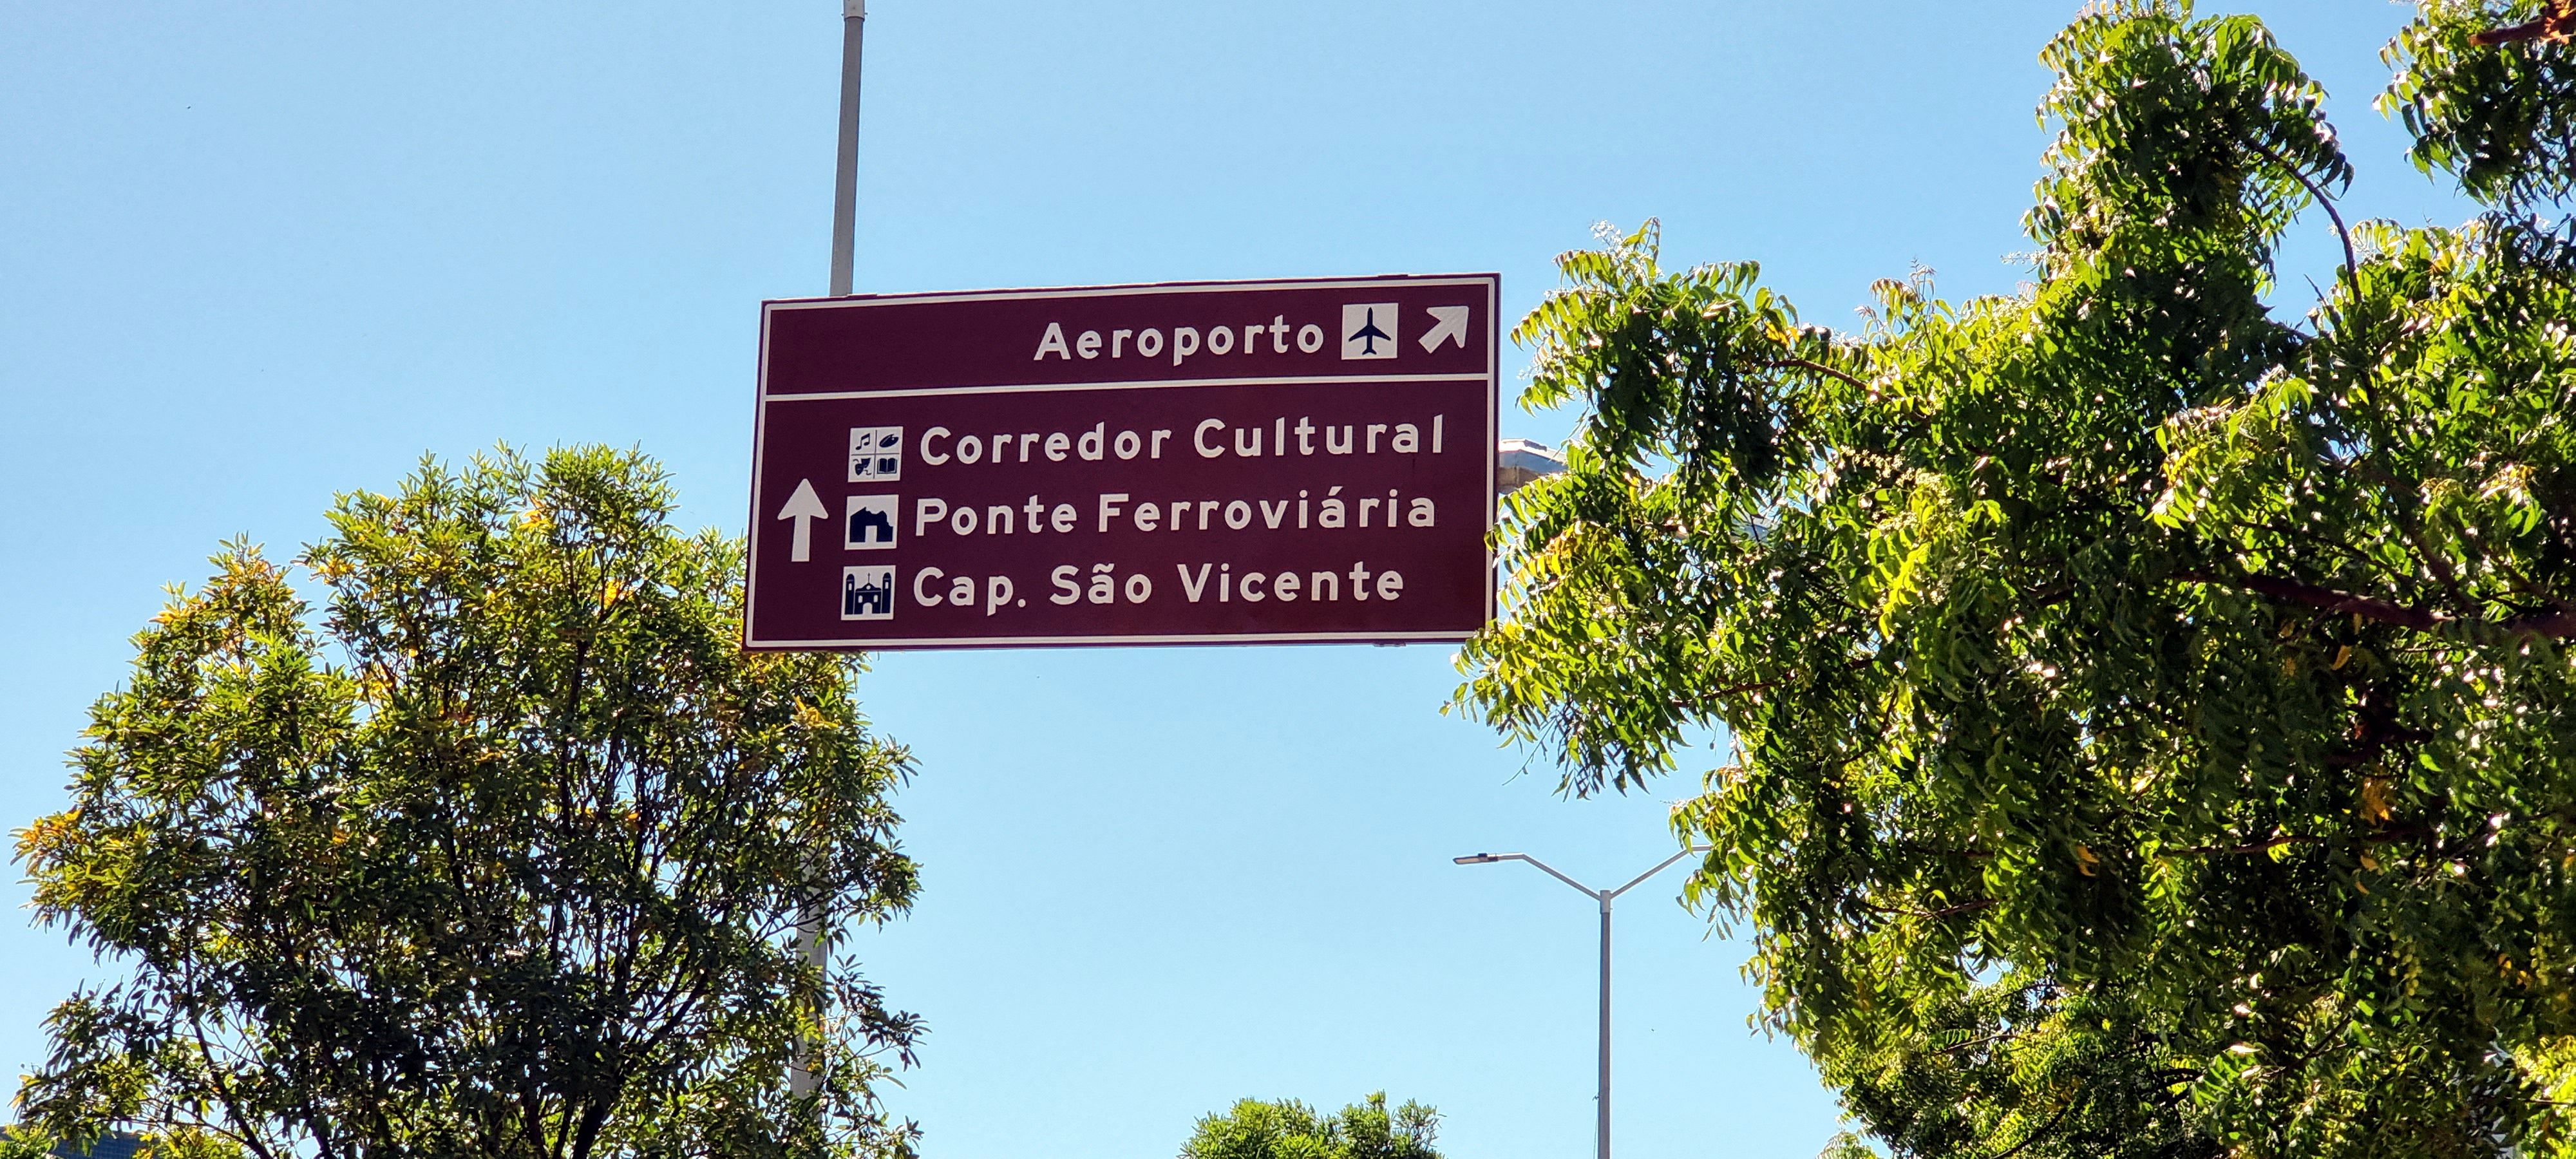 Aeroporto
Corredor Cultural
Ponte Ferroviária
Cap. São Vicente